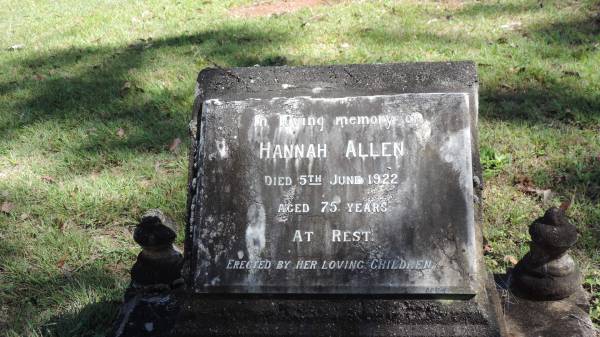 In loving memory of
HANNAH ALLEN
DIED 5TH JUNE 1922
AGED 75 YEARS.
AT REST.
ERECTED BY HER LOVING CHILDREN.